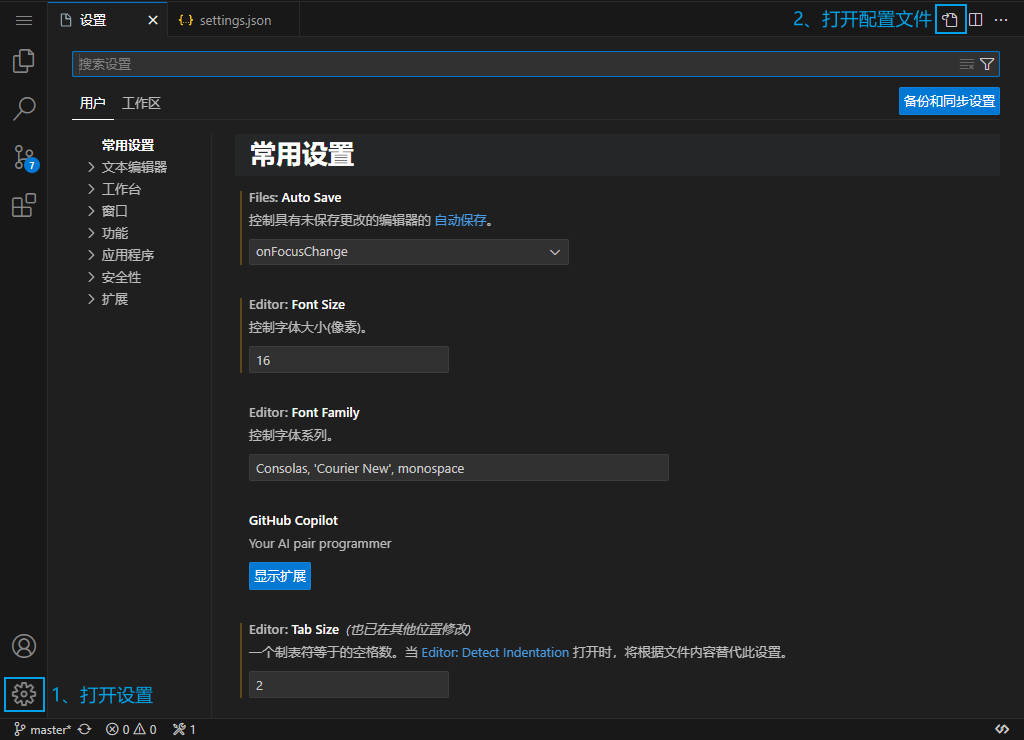 设置
{} settings.json
2、打开配置文件
搜索设置
用户 工作区
备份和同步设置
常用设置
文本编辑器
工作台
窗口
功能
应用程序
安全性
扩展
常用设置
Files: Auto Save
控制具有未保存更改的编辑器的 自动保存。
onFocusChange
Editor: Font Size
控制字体大小(像素)。
16
Editor: Font Family
控制字体系列。
Consolas, 'Courier New', monospace
GitHub Copilot
Your AI pair programmer
显示扩展
Editor: Tab Size (也已在其他位置修改)
一个制表符等于的空格数。当 Editor: Detect Indentation 打开时，将根据文件内容替代此设置。
2
7
1、打开设置
master* 0 0 1